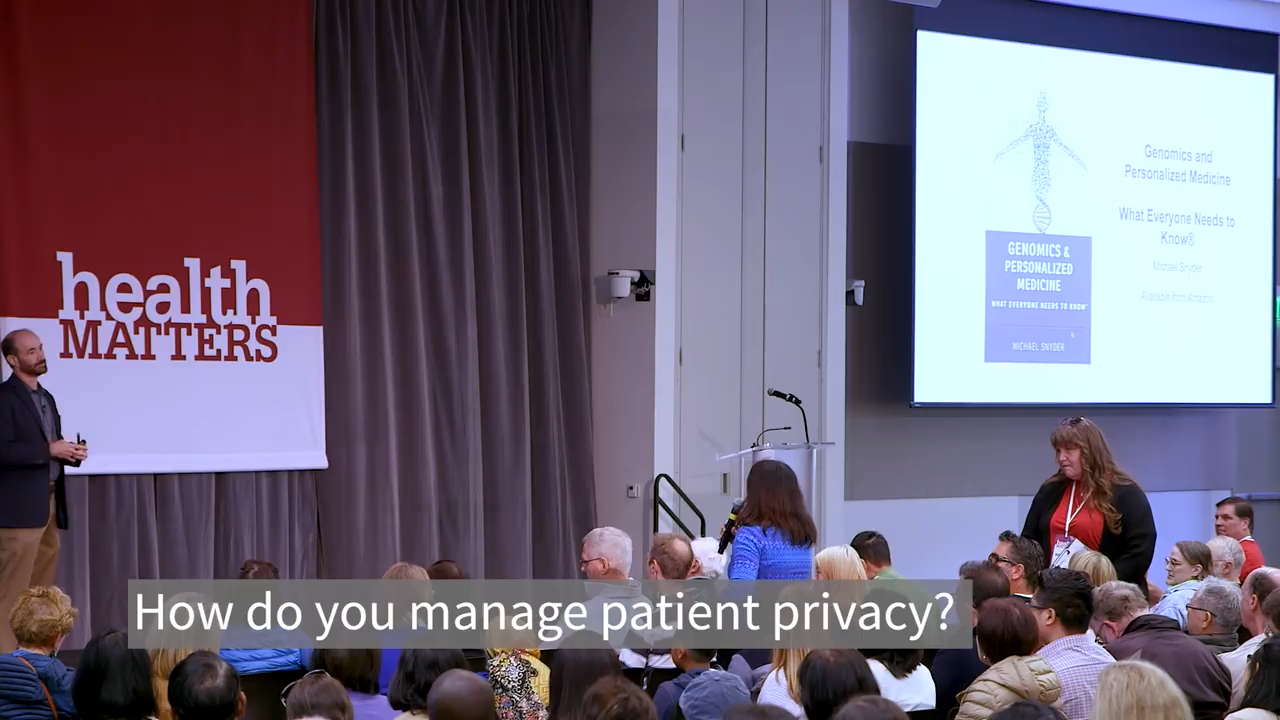 health
MATTERS
GENOMICS &
PERSONALIZED
MEDICINE
WHAT EVERYONE NEEDS TO KNOW®
MICHAEL SNYDER
Genomics and
Personalized Medicine
What Everyone Needs to
Know®
Michael Snyder
Available from Amazon
How do you manage patient privacy?